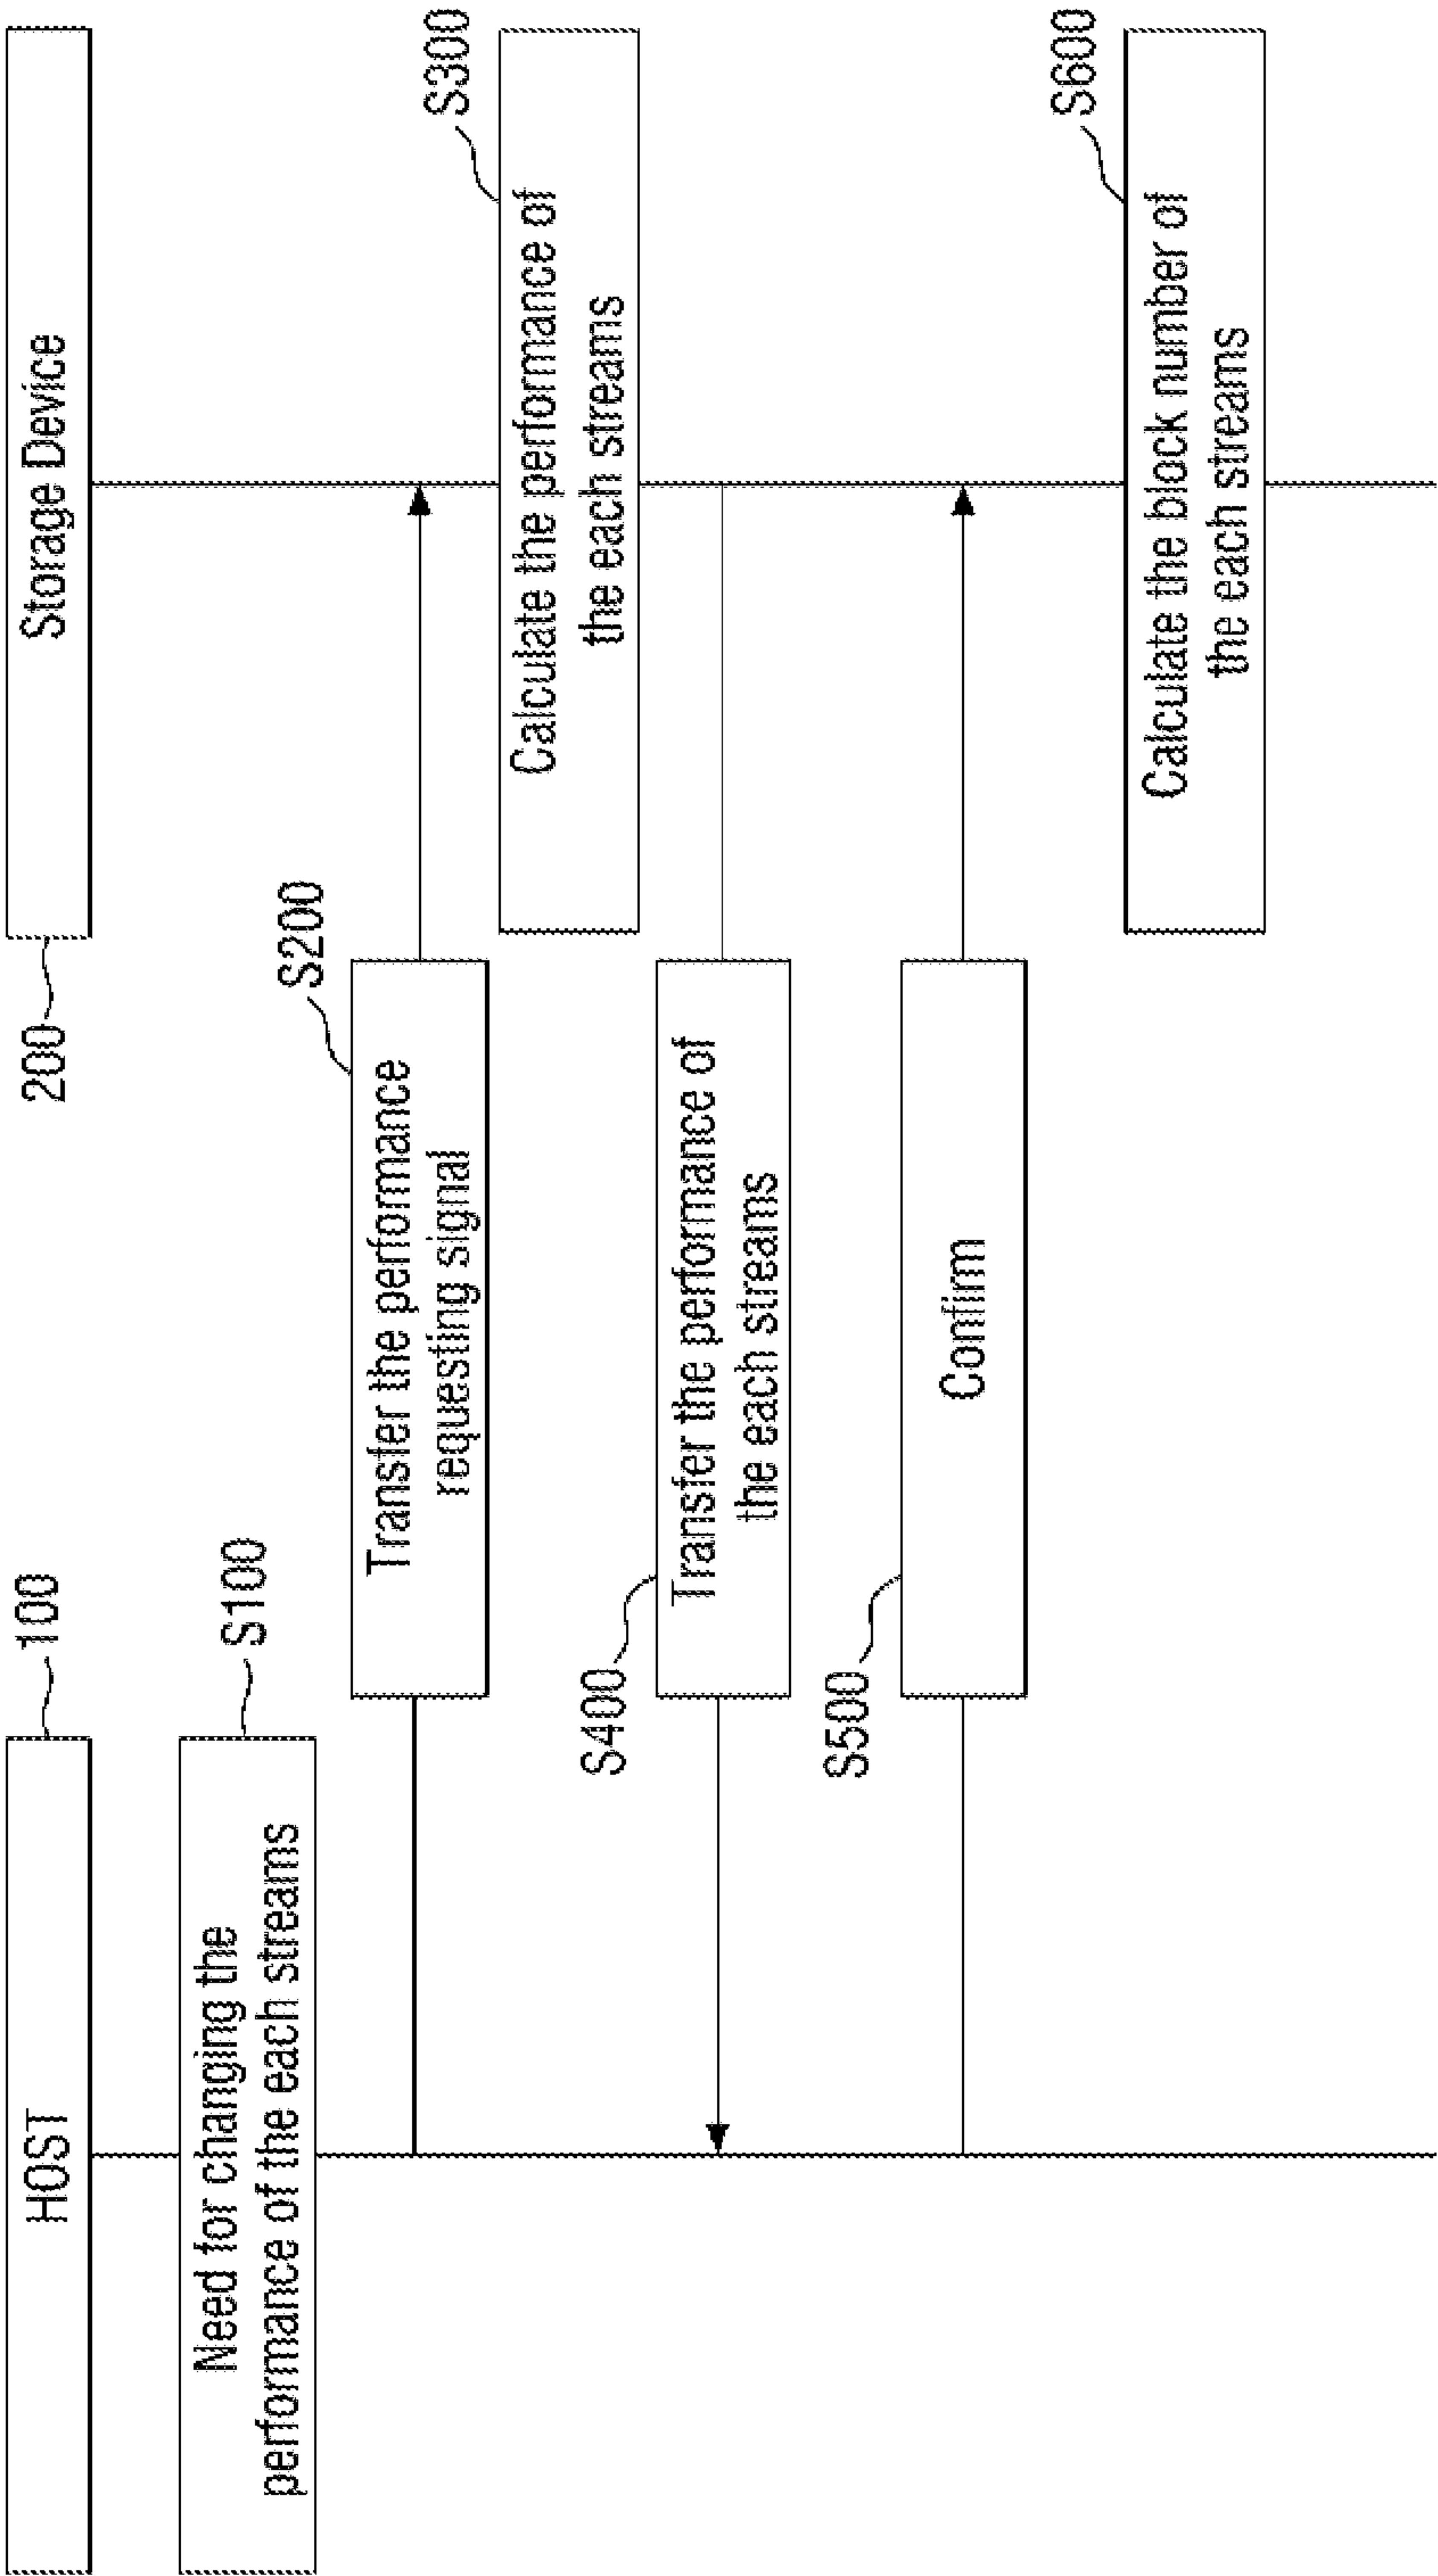 HOST
100
200
Storage Device
Need for changing the
performance of the each streams
S100
Transfer the performance
requesting signal
S200
Calculate the performance of
the each streams
S300
S400
Transfer the performance of
the each streams
S500
Confirm
Calculate the block number of
the each streams
S600